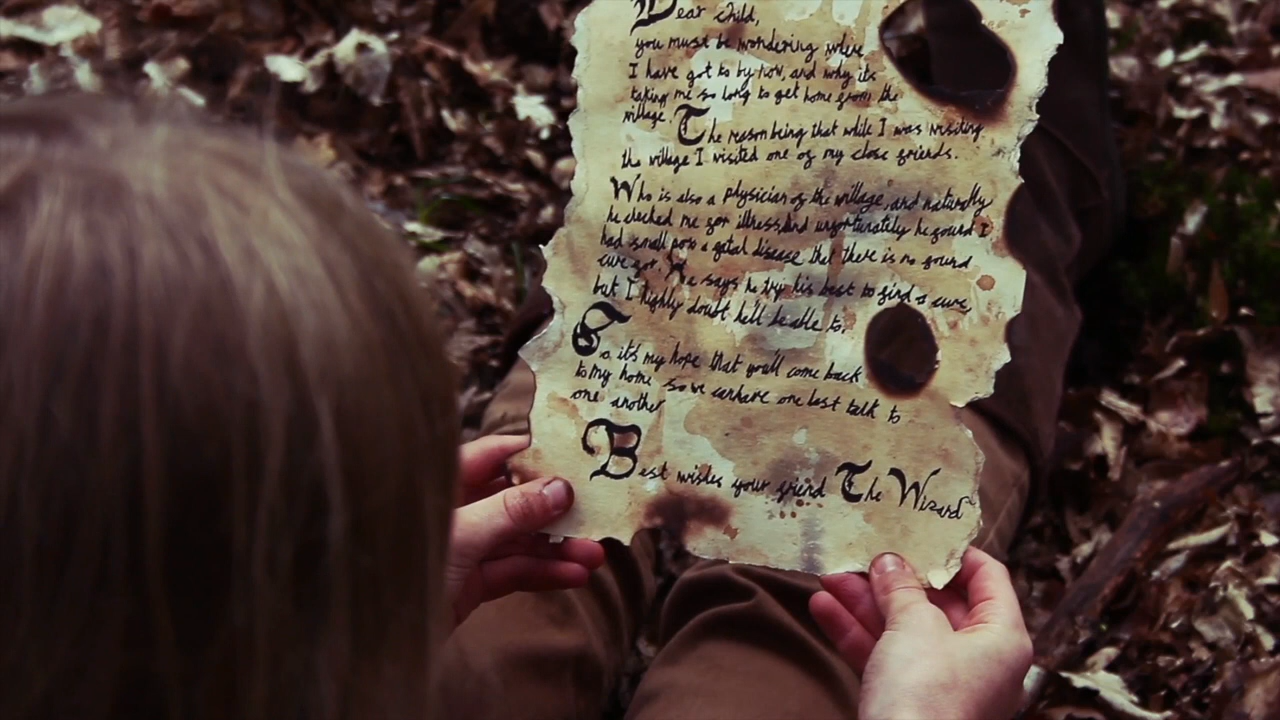 Dear Child,
you must be wondering where
I have got to by now, and why its
taking me so long to get home from the
village. The reason being that while I was visiting
the village I visited one of my close friends.
Who is also a physician of the village, and naturally
he checked me for illness, and unfortunately he found I
had small pox a fatal disease that there is no found
cure for. He says he try his best to find a cure,
but I highly doubt he'll be able to.
So, it's my hope that you'll come back
to my home so we can have one last talk to
one another
Best wishes your friend The Wizard